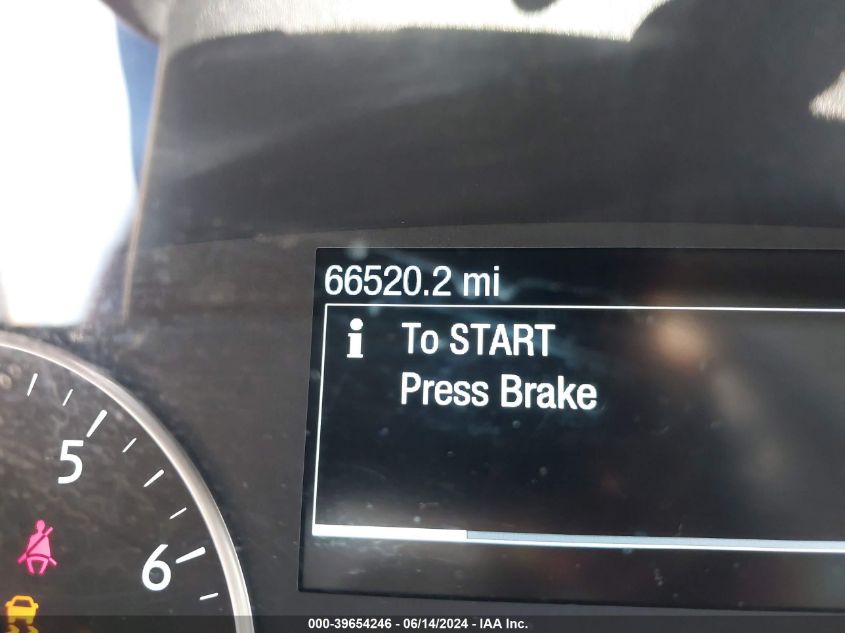 66520.2 mi
i To START
Press Brake
5
6
000-39654246 - 06/14/2024 - IAA Inc.